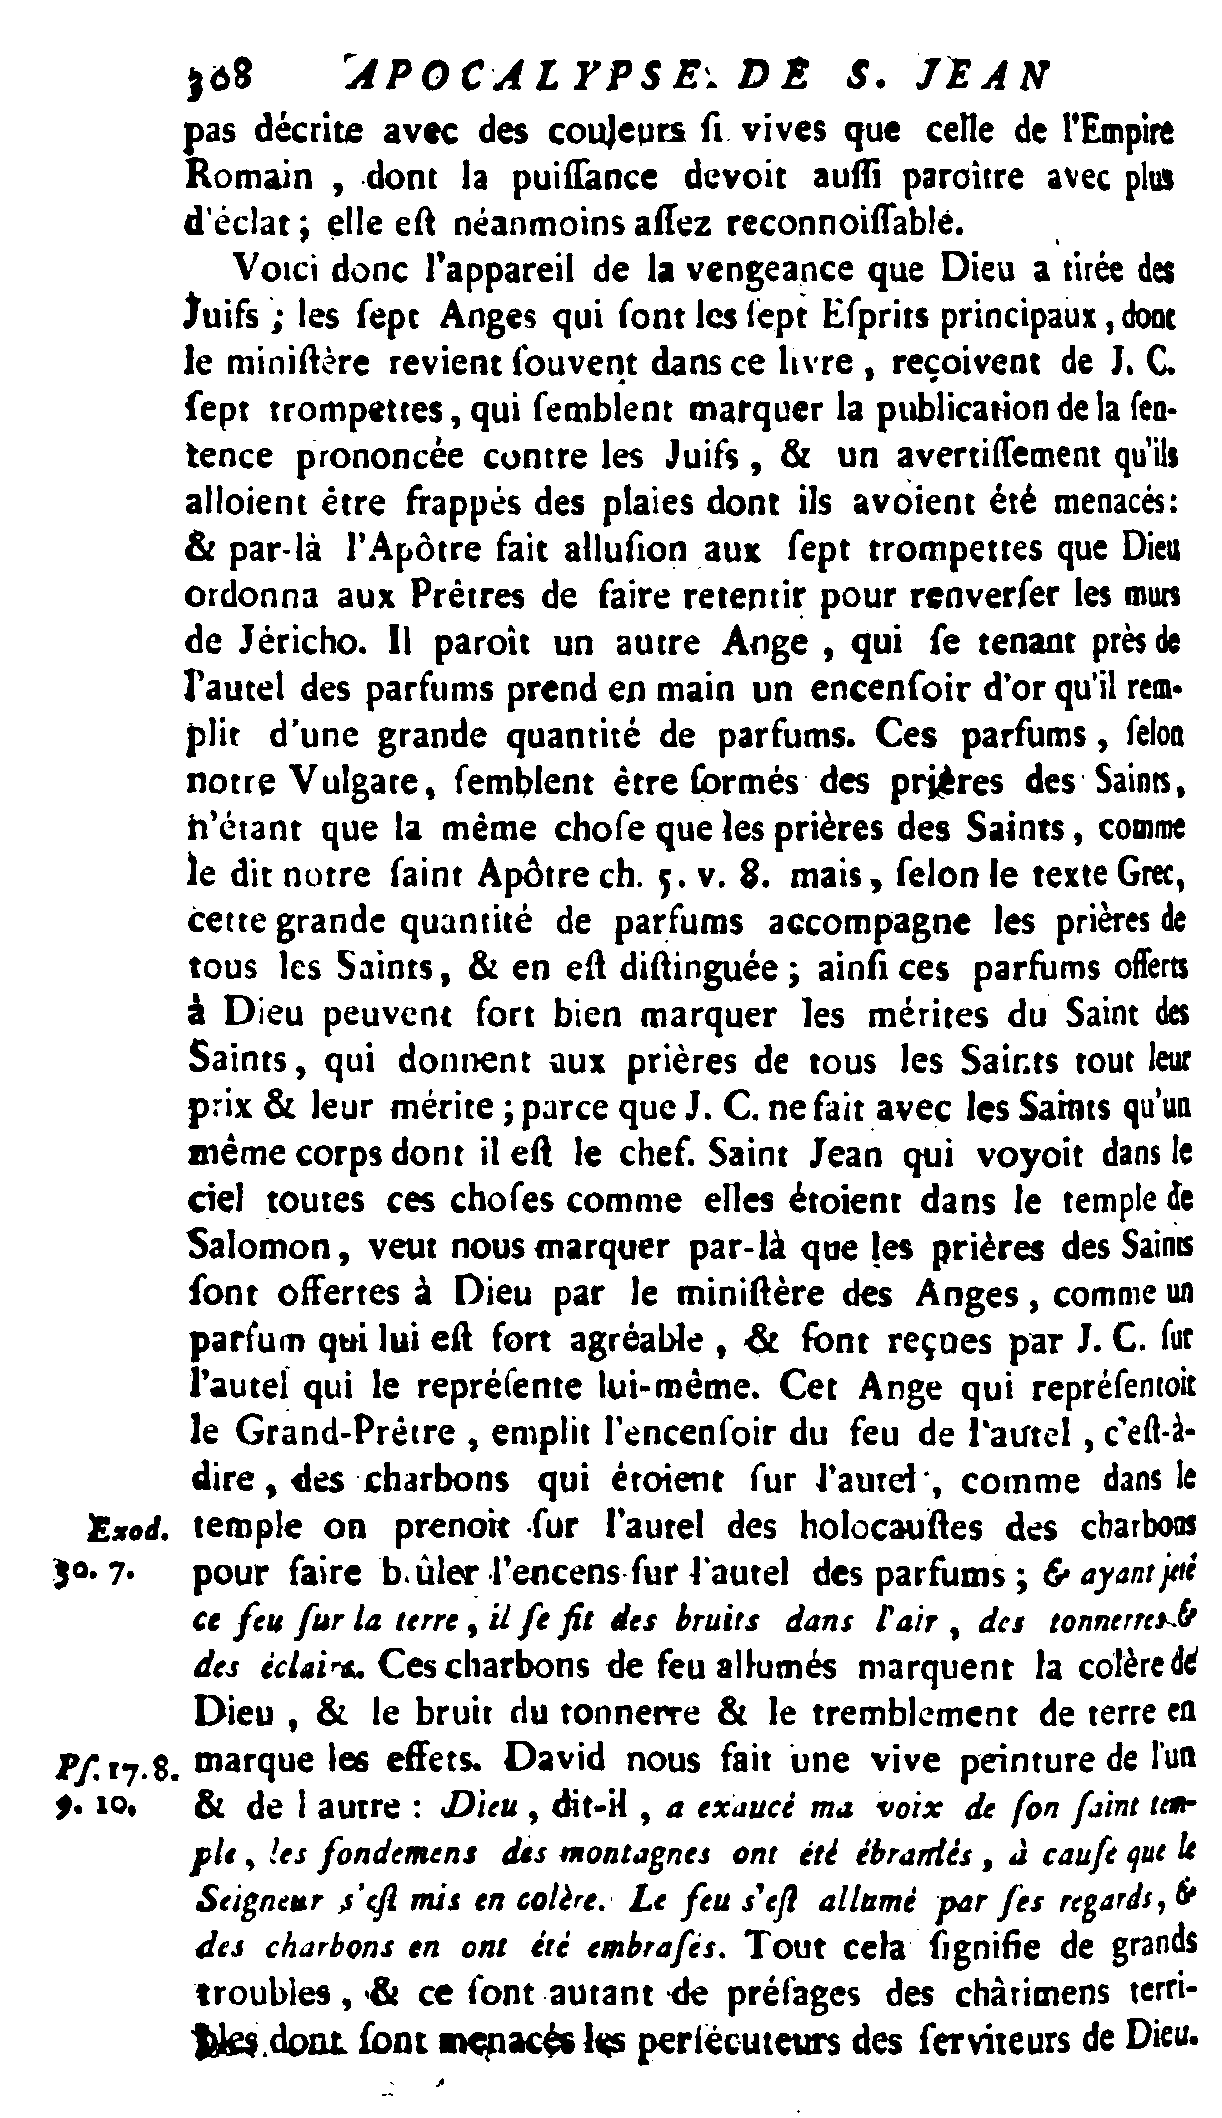 308 APOCALYPSE DE S. JEAN
pas décrite avec des couleurs ſi vives que celle de l'Empire
Romain , dont la puiſſance devoit auſſi paroître avec plus
d'éclat ; elle eſt néanmoins aſſez reconnoiſſable.
Voici donc l'appareil de la vengeance que Dieu a tirée des
Juifs ; les ſept Anges qui ſont les ſept Eſprits principaux , dont
le miniſtère revient ſouvent dans ce livre , reçoivent de J. C.
ſept trompettes , qui ſemblent marquer la publication de la ſen-
tence prononcée contre les Juifs , & un avertiſſement qu'ils
alloient être frappés des plaies dont ils avoient été menacés :
& par-là l'Apôtre fait alluſion aux ſept trompettes que Dieu
ordonna aux Prêtres de faire retentir pour renverſer les murs
de Jéricho. Il paroît un autre Ange , qui ſe tenant près de
l'autel des parfums prend en main un encenſoir d'or qu'il rem-
plit d'une grande quantité de parfums. Ces parfums , ſelon
notre Vulgate, ſemblent être formés des prières des Saints,
n'étant que la même choſe que les prières des Saints , comme
le dit notre ſaint Apôtre ch. 5. v. 8. mais, ſelon le texte Grec,
cette grande quantité de parfums accompagne les prières de
tous les Saints, & en eſt diſtinguée ; ainſi ces parfums offerts
à Dieu peuvent fort bien marquer les mérites du Saint des
Saints , qui donnent aux prières de tous les Saints tout leur
prix & leur mérite ; parce que J. C. ne fait avec les Saints qu'un
même corps dont il eſt le chef. Saint Jean qui voyoit dans le
ciel toutes ces choſes comme elles étoient dans le temple de
Salomon, veut nous marquer par-là que les prières des Saints
ſont offertes à Dieu par le miniſtère des Anges , comme un
parfum qui lui eſt fort agréable , & ſont reçues par J. C. ſur
l'autel qui le repréſente lui-même. Cet Ange qui repréſentoit
le Grand-Prêtre , emplit l'encenſoir du feu de l'autel , c'eſt-à-
dire , des charbons qui étoient ſur l'autel , comme dans le
Exod. temple on prenoit ſur l'autel des holocauſtes des charbons
30. 7. pour faire brûler l'encens ſur l'autel des parfums ; & ayant jeté
ce feu ſur la terre , il ſe fit des bruits dans l'air , des tonnerres &
des éclairs. Ces charbons de feu allumés marquent la colère de
Dieu , & le bruit du tonnerre & le tremblement de terre en
Pſ. 17. 8. marque les effets. David nous fait une vive peinture de l'un
9. 10. & de l autre : Dieu , dit-il , a exaucé ma voix de ſon ſaint tem-
ple , les fondemens des montagnes ont été ébranlés , à cauſe que le
Seigneur s'eſt mis en colère. Le feu s'eſt allumé par ſes regards, &
des charbons en ont été embraſés. Tout cela ſignifie de grands
troubles , & ce ſont autant de préſages des châtimens terri-
bles dont ſont menacés les perſécuteurs des ſerviteurs de Dieu.